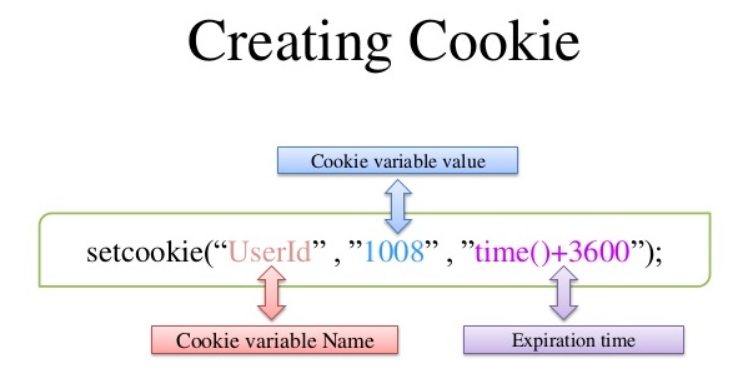 Creating Cookie
Cookie variable value
setcookie(“UserId” , ”1008” , ”time()+3600”);
Cookie variable Name
Expiration time